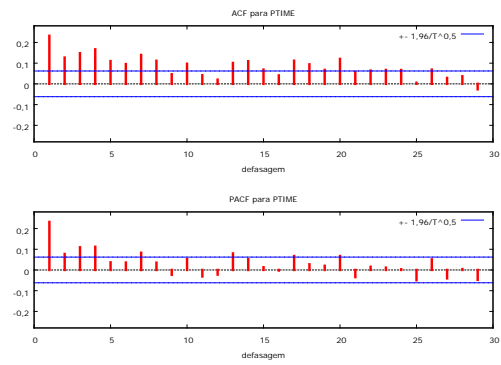 ACF para PTIME
+- 1,96/T^0,5
0,2
0,1
0
-0,1
-0,2
0 5 10 15 20 25 30
defasagem
PACF para PTIME
+- 1,96/T^0,5
0,2
0,1
0
-0,1
-0,2
0 5 10 15 20 25 30
defasagem